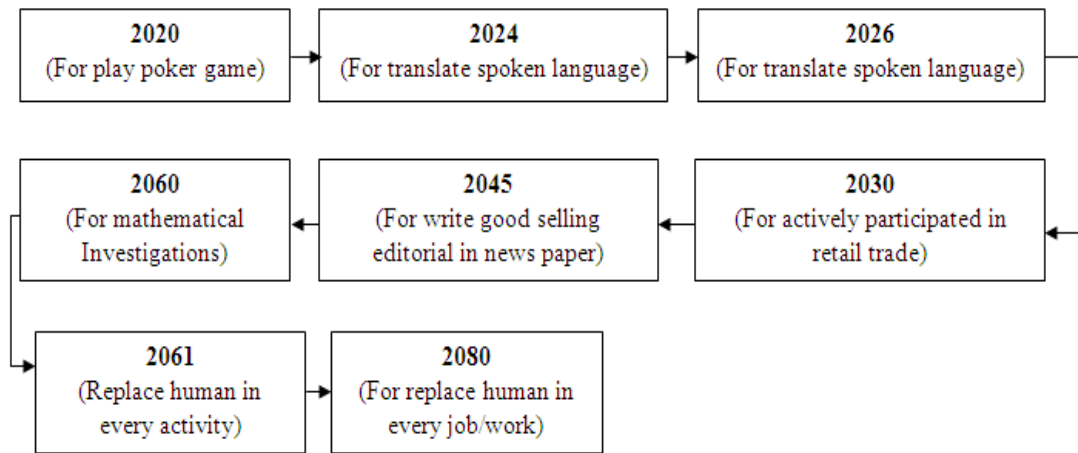 2020
(For play poker game)
2024
(For translate spoken language)
2026
(For translate spoken language)
2030
(For actively participated in
retail trade)
2045
(For write good selling
editorial in news paper)
2060
(For mathematical
Investigations)
2061
(Replace human in
every activity)
2080
(For replace human in
every job/work)